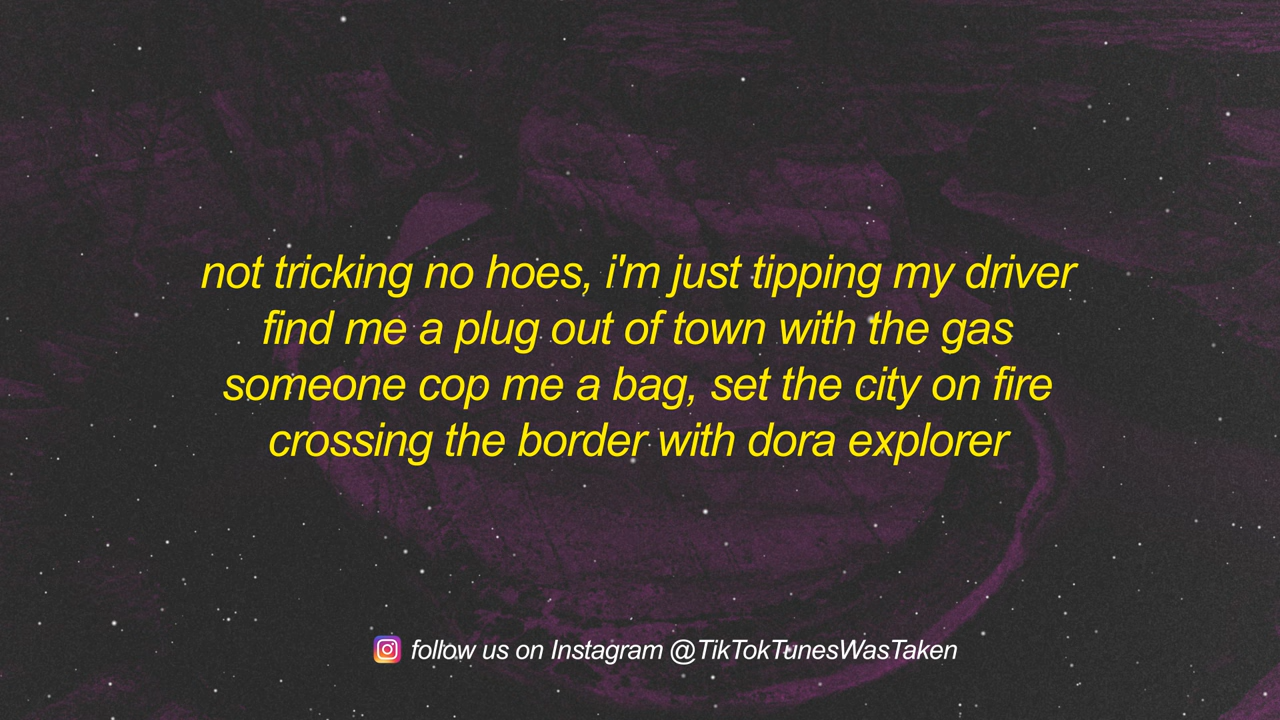 not tricking no hoes, i'm just tipping my driver
find me a plug out of town with the gas
someone cop me a bag, set the city on fire
crossing the border with dora explorer
follow us on Instagram @TikTokTunesWasTaken